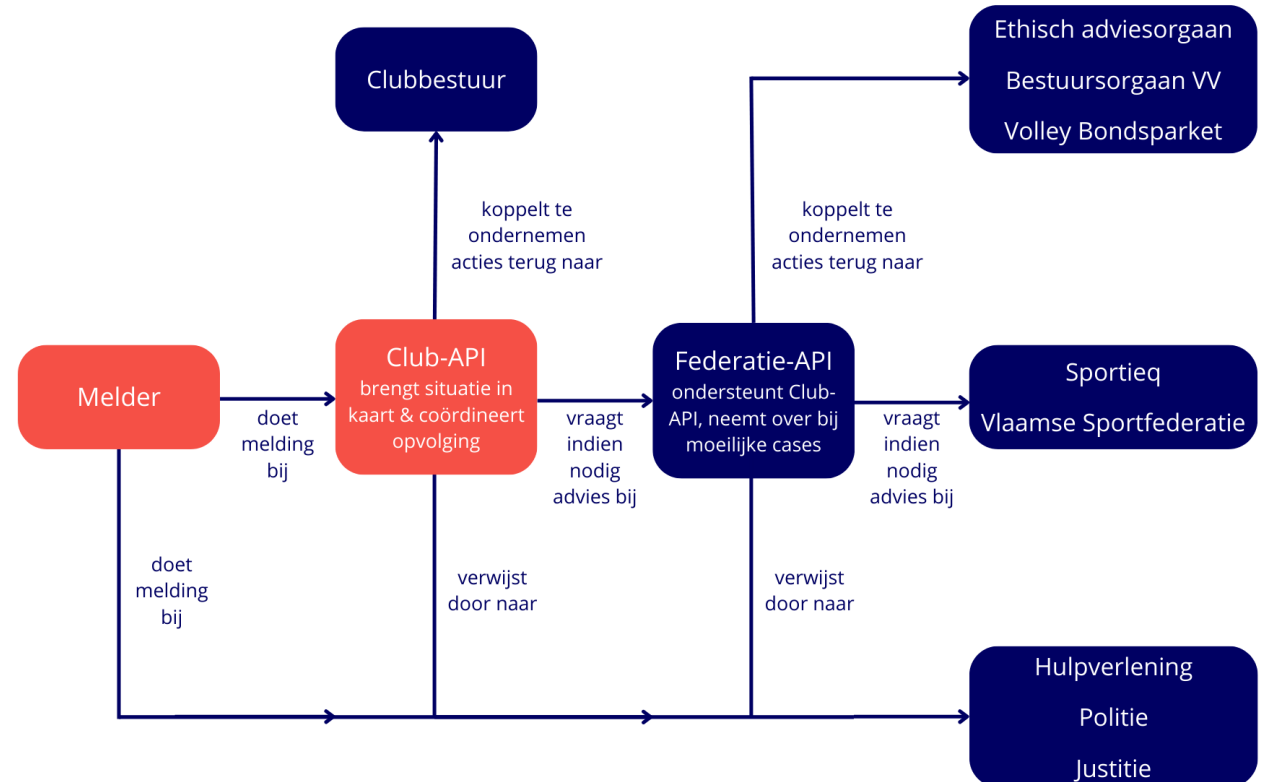 Ethisch adviesorgaan
Bestuursorgaan VV
Volley Bondsparket
Clubbestuur
koppelt te
ondernemen
acties terug naar
koppelt te
ondernemen
acties terug naar
Melder
doet
melding
bij
Club-API
brengt situatie in
kaart & coördineert
opvolging
vraagt
indien
nodig
advies bij
Federatie-API
ondersteunt Club-
API, neemt over bij
moeilijke cases
vraagt
indien
nodig
advies bij
Sportieq
Vlaamse Sportfederatie
doet
melding
bij
verwijst
door naar
verwijst
door naar
Hulpverlening
Politie
Justitie